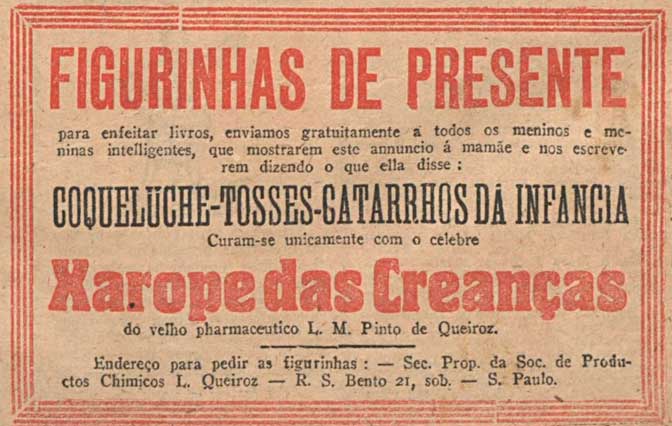 FIGURINHAS DE PRESENTE
para enfeitar livros, enviamos gratuitamente a todos os meninos e me-
ninas intelligentes, que mostrarem este annuncio á mamãe e nos escreve-
rem dizendo o que ella disse :
COQUELUCHE-TOSSES-CATARRHOS DA INFANCIA
Curam-se unicamente com o celebre
Xarope das Creanças
do velho pharmaceutico L. M. Pinto de Queiroz.
Endereço para pedir as figurinhas : — Sec. Prop. da Soc. de Produ-
ctos Chimicos L. Queiroz — R. S. Bento 21, sob. — S. Paulo.